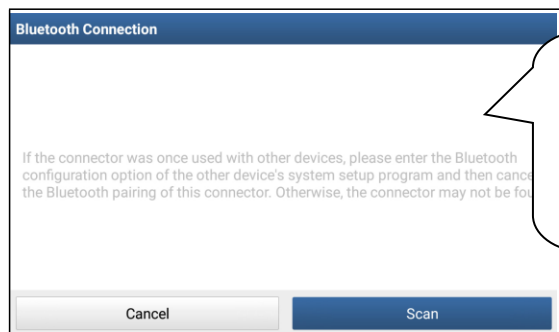 Bluetooth Connection
If the connector was once used with other devices, please enter the Bluetooth
configuration option of the other device's system setup program and then
the Bluetooth pairing of this connector. Otherwise, the connector may not be
Cancel
Scan